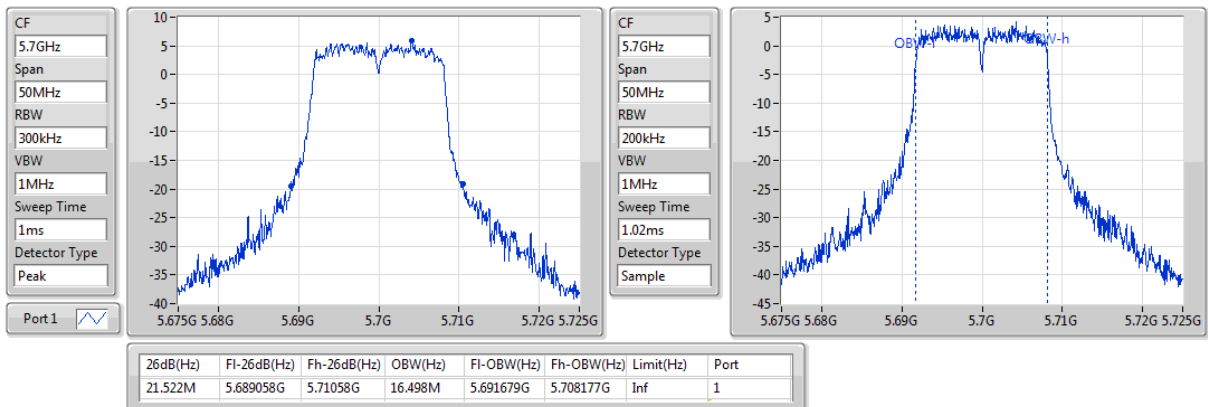 CF
5.7GHz
Span
50MHz
RBW
300kHz
VBW
1MHz
Sweep Time
1ms
Detector Type
Peak
Port 1
10
5
0
-5
-10
-15
-20
-25
-30
-35
-40
5.675G 5.68G 5.69G 5.7G 5.71G 5.72G 5.725G
CF
5.7GHz
Span
50MHz
RBW
200kHz
VBW
1MHz
Sweep Time
1.02ms
Detector Type
Sample
5
0
-5
-10
-15
-20
-25
-30
-35
-40
-45
OBW-l OBW-h
5.675G 5.68G 5.69G 5.7G 5.71G 5.72G 5.725G
26dB(Hz) Fl-26dB(Hz) Fh-26dB(Hz) OBW(Hz) Fl-OBW(Hz) Fh-OBW(Hz) Limit(Hz) Port
21.522M 5.689058G 5.71058G 16.498M 5.691679G 5.708177G Inf 1